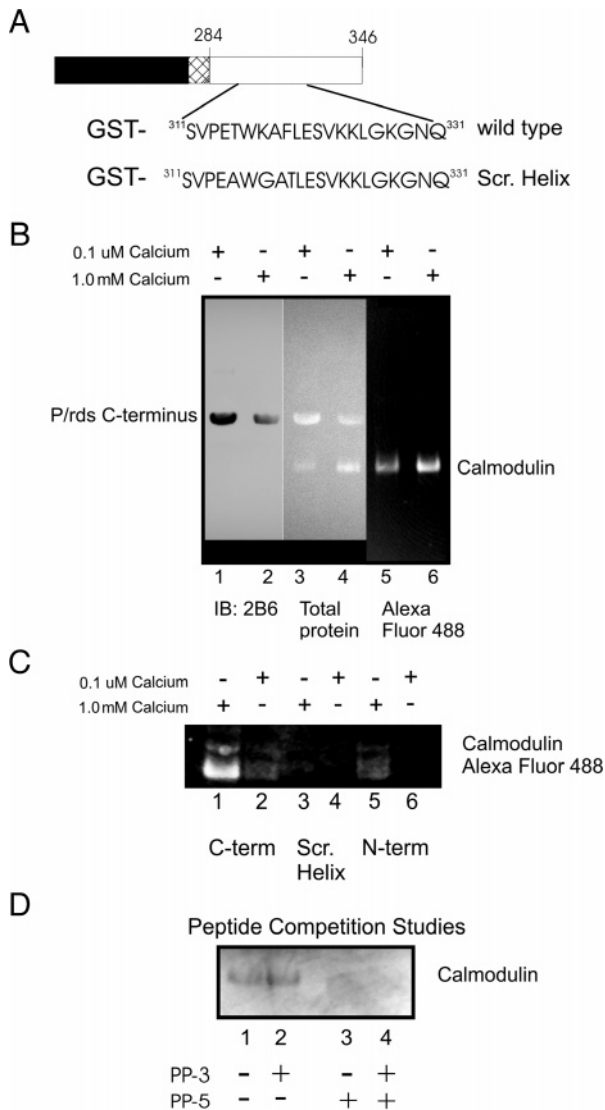 A
284 346
GST- 311SVPETWKAFLESVKKLGKGNQ331 wild type
GST- 311SVPEAWGATLESVKKLGKGNQ331 Scr. Helix
B
0.1 uM Calcium + - + - + -
1.0 mM Calcium - + - + - +
P/rds C-terminus
Calmodulin
1 2 3 4 5 6
IB: 2B6 Total protein Alexa Fluor 488
C
0.1 uM Calcium - + - + - +
1.0 mM Calcium + - + - + -
Calmodulin
Alexa Fluor 488
1 2 3 4 5 6
C-term Scr. Helix N-term
D
Peptide Competition Studies
Calmodulin
1 2 3 4
PP-3 - + - +
PP-5 - - + +